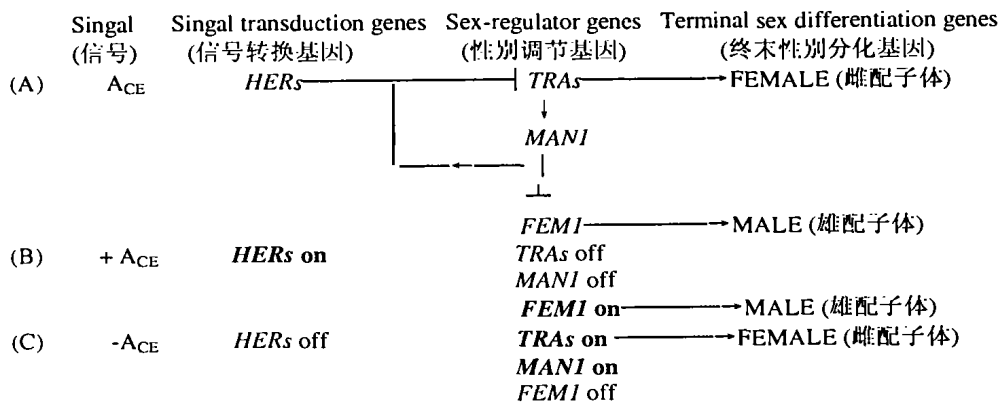 Singal Singal transduction genes Sex-regulator genes Terminal sex differentiation genes
(信号) (信号转换基因) (性别调节基因) (终末性别分化基因)
(A) ACE HERs TRAs FEMALE (雌配子体)
MAN1
FEM1 MALE (雄配子体)
(B) + ACE HERs on TRAs off
MAN1 off
FEM1 on MALE (雄配子体)
(C) -ACE HERs off TRAs on FEMALE (雌配子体)
MAN1 on
FEM1 off